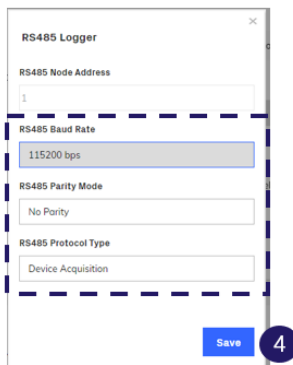 ×
RS485 Logger
RS485 Node Address
1
RS485 Baud Rate
115200 bps
RS485 Parity Mode
No Parity
RS485 Protocol Type
Device Acquisition
Save
4